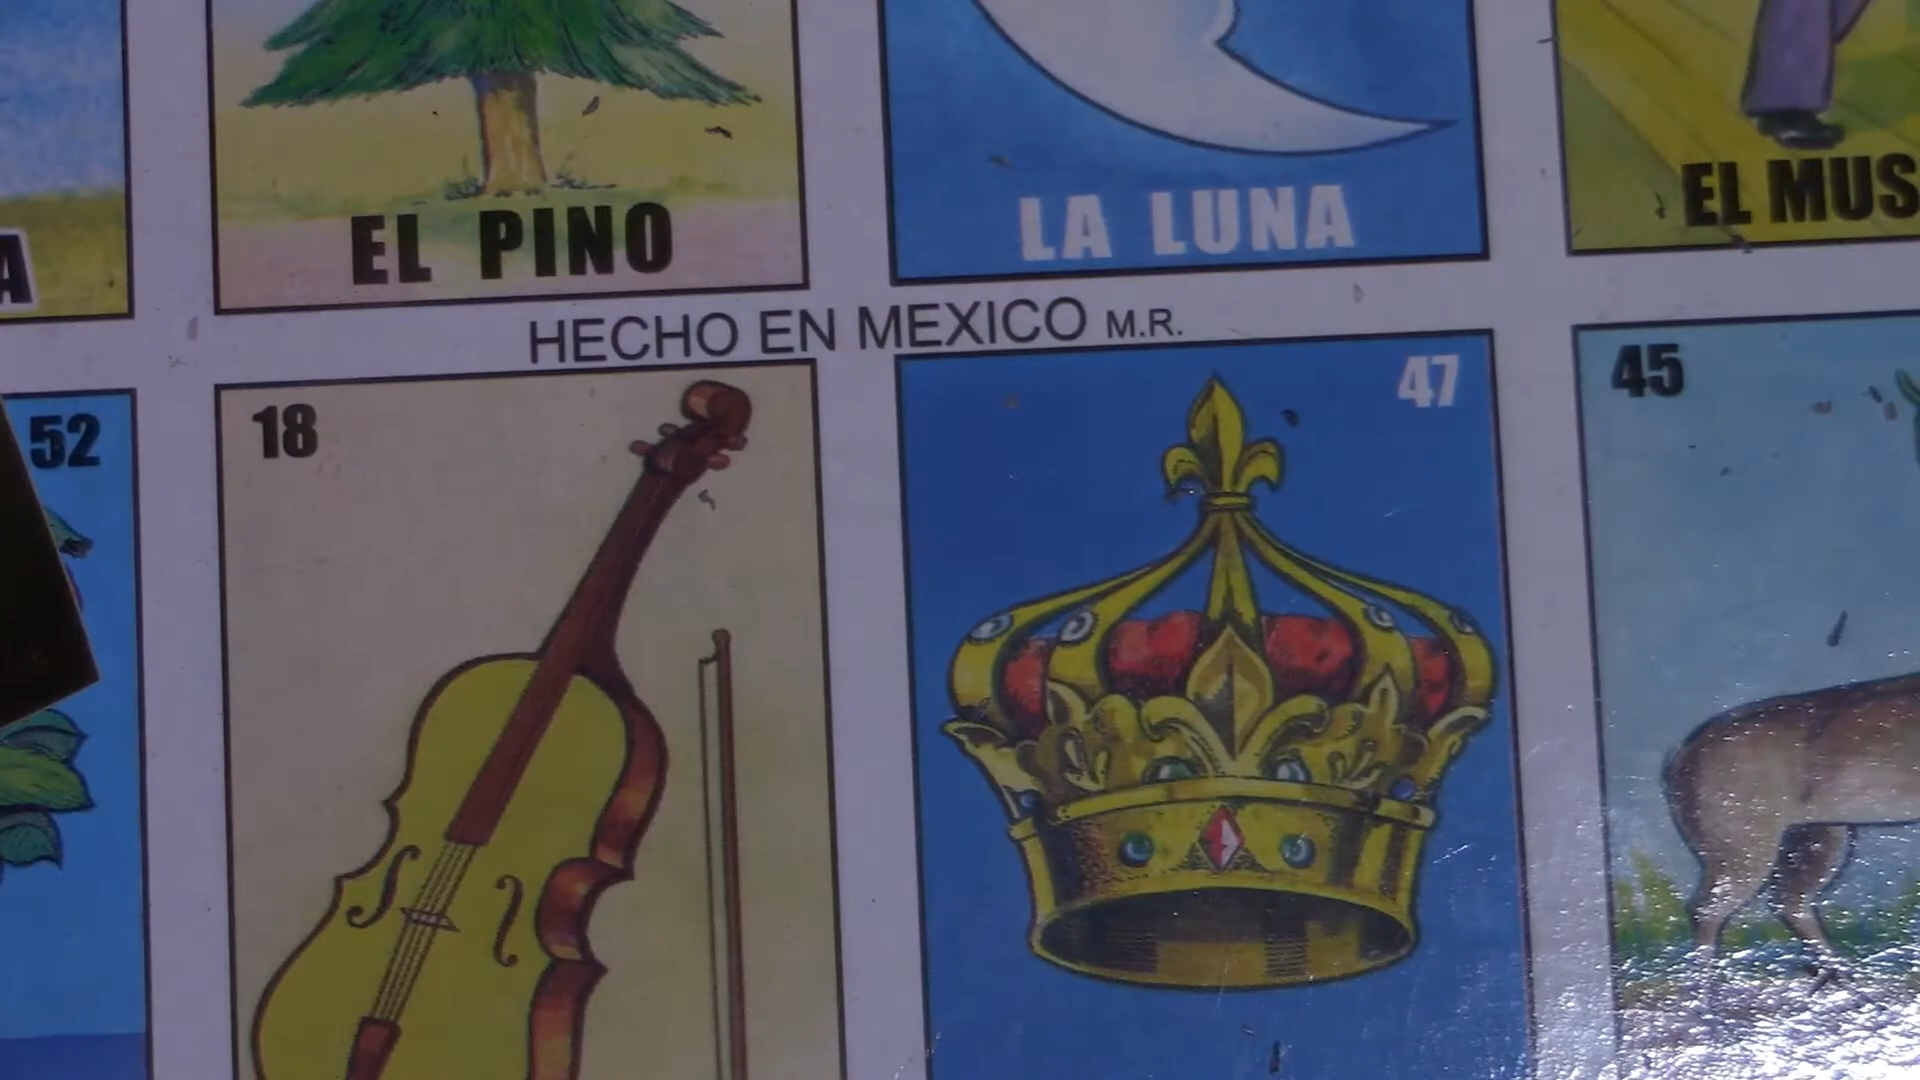 EL PINO
LA LUNA
EL MUS
HECHO EN MEXICO M.R.
52
18
47
45